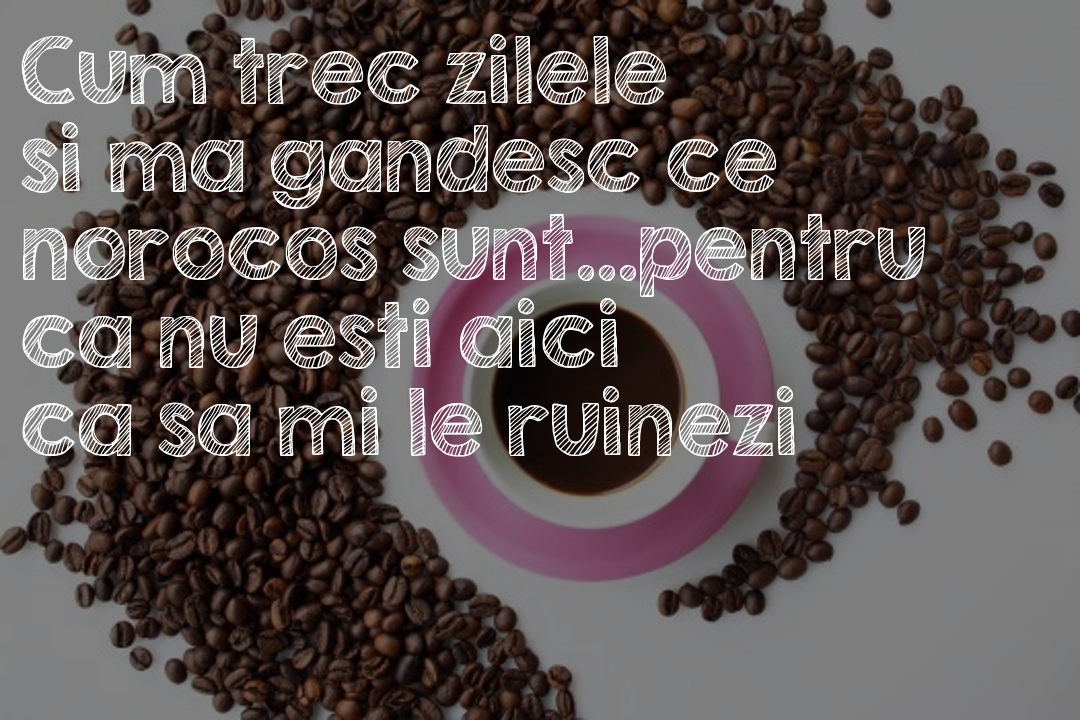 Cum trec zilele
si ma gandesc ce
norocos sunt...pentru
ca nu esti aici
ca sa mi le ruinezi